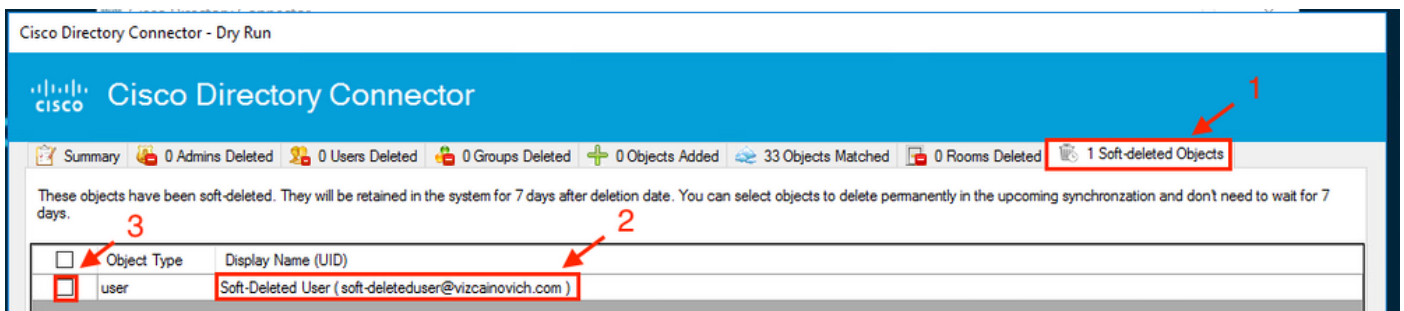 Cisco Directory Connector - Dry Run
CISCO Cisco Directory Connector
1
Summary 0 Admins Deleted 0 Users Deleted 0 Groups Deleted 0 Objects Added 33 Objects Matched 0 Rooms Deleted 1 Soft-deleted Objects
These objects have been soft-deleted. They will be retained in the system for 7 days after deletion date. You can select objects to delete permanently in the upcoming synchronzation and don't need to wait for 7
days.
3
2
Object Type Display Name (UID)
user Soft-Deleted User ( soft-deleteduser@vizcainovich.com )